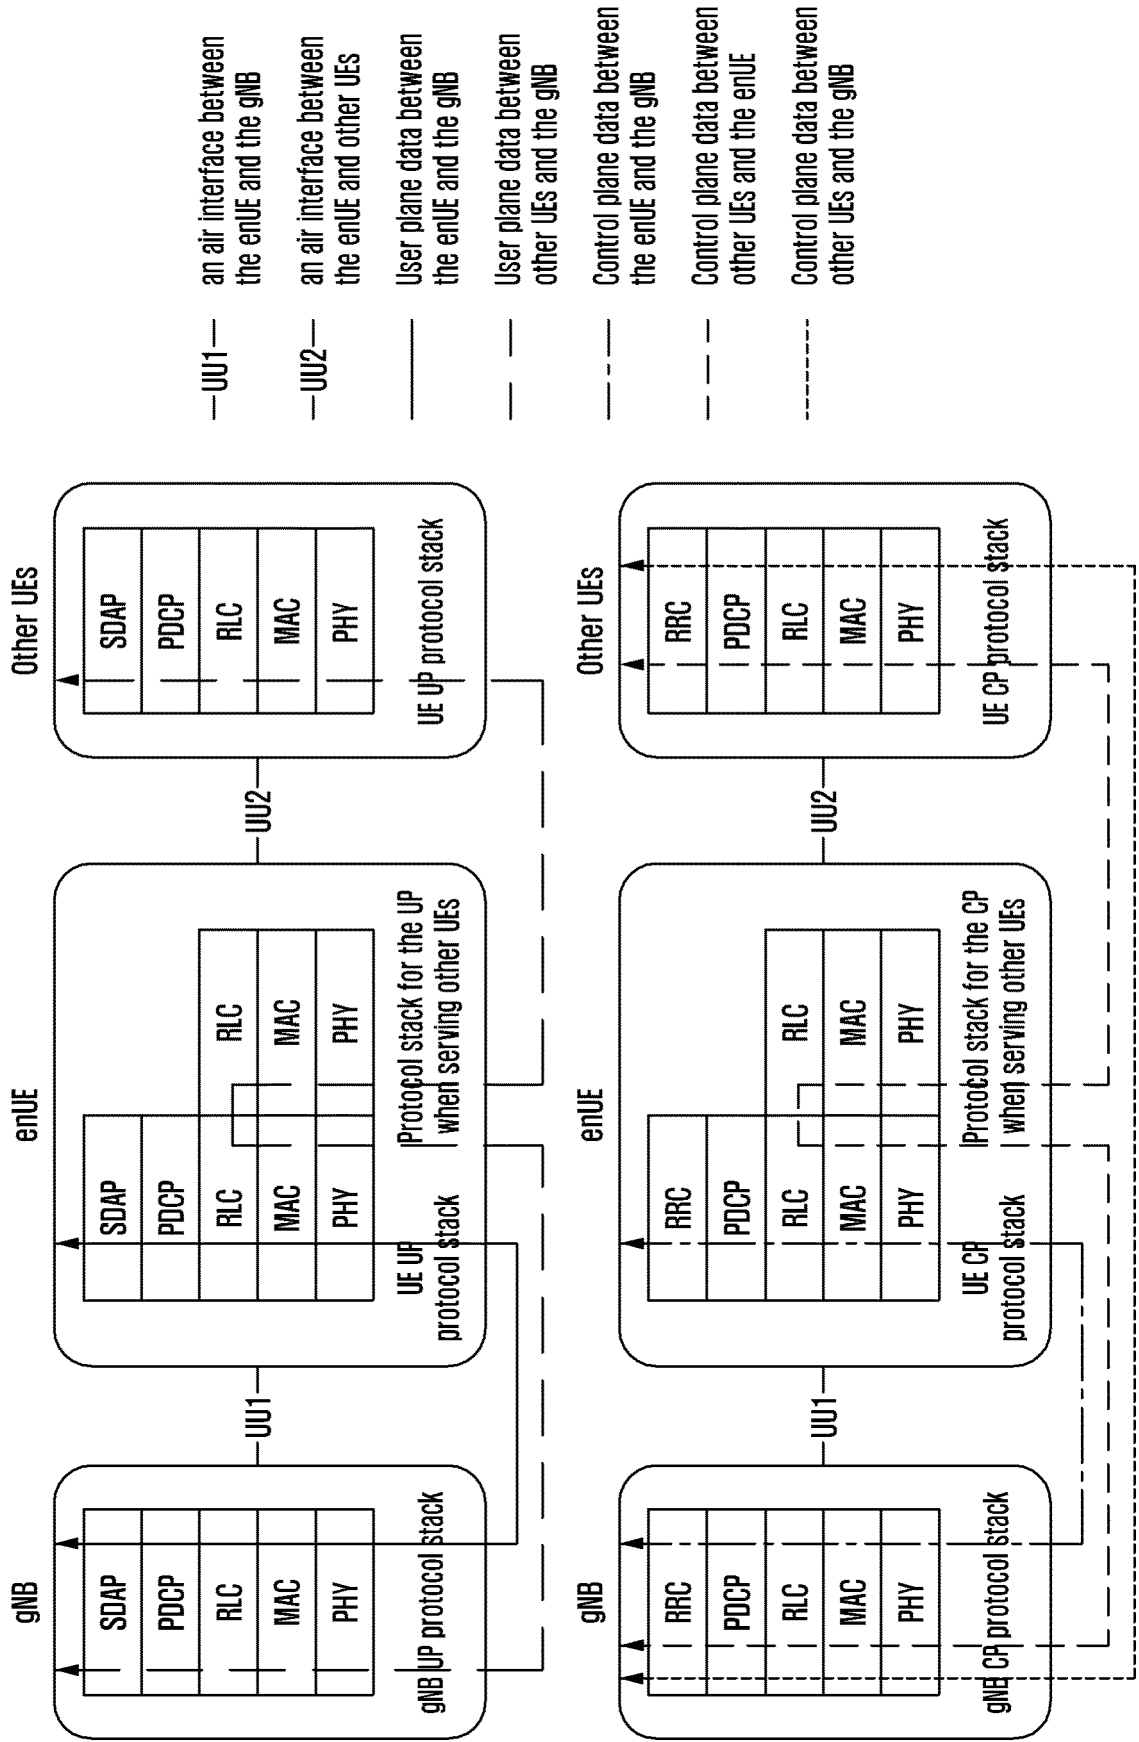 gNB
SDAP
PDCP
RLC
MAC
PHY
gNB UP protocol stack
UU1
enUE
SDAP
PDCP
RLC
MAC
PHY
UE UP
protocol stack
RLC
MAC
PHY
Protocol stack for the UP
when serving other UEs
UU2
Other UEs
SDAP
PDCP
RLC
MAC
PHY
UE UP protocol stack
gNB
RRC
PDCP
RLC
MAC
PHY
gNB CP protocol stack
UU1
enUE
RRC
PDCP
RLC
MAC
PHY
UE CP
protocol stack
RLC
MAC
PHY
Protocol stack for the CP
when serving other UEs
UU2
Other UEs
RRC
PDCP
RLC
MAC
PHY
UE CP protocol stack
UU1
an air interface between
the enUE and the gNB
UU2
an air interface between
the enUE and other UEs
User plane data between
the enUE and the gNB
User plane data between
other UEs and the gNB
Control plane data between
the enUE and the gNB
Control plane data between
other UEs and the enUE
Control plane data between
other UEs and the gNB